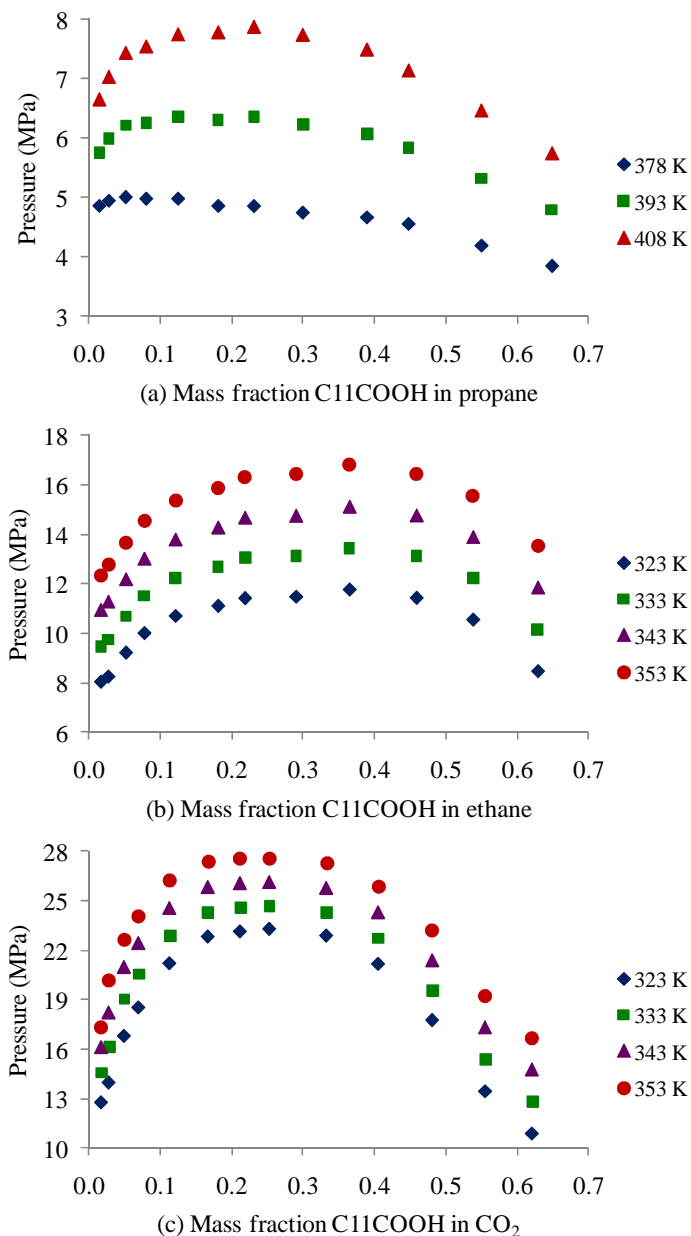 8
7
6
5
4
3
Pressure (MPa)
0.0 0.1 0.2 0.3 0.4 0.5 0.6 0.7
378 K
393 K
408 K
(a) Mass fraction C11COOH in propane
18
16
14
12
10
8
6
Pressure (MPa)
0.0 0.1 0.2 0.3 0.4 0.5 0.6 0.7
323 K
333 K
343 K
353 K
(b) Mass fraction C11COOH in ethane
28
25
22
19
16
13
10
Pressure (MPa)
0.0 0.1 0.2 0.3 0.4 0.5 0.6 0.7
323 K
333 K
343 K
353 K
(c) Mass fraction C11COOH in CO₂